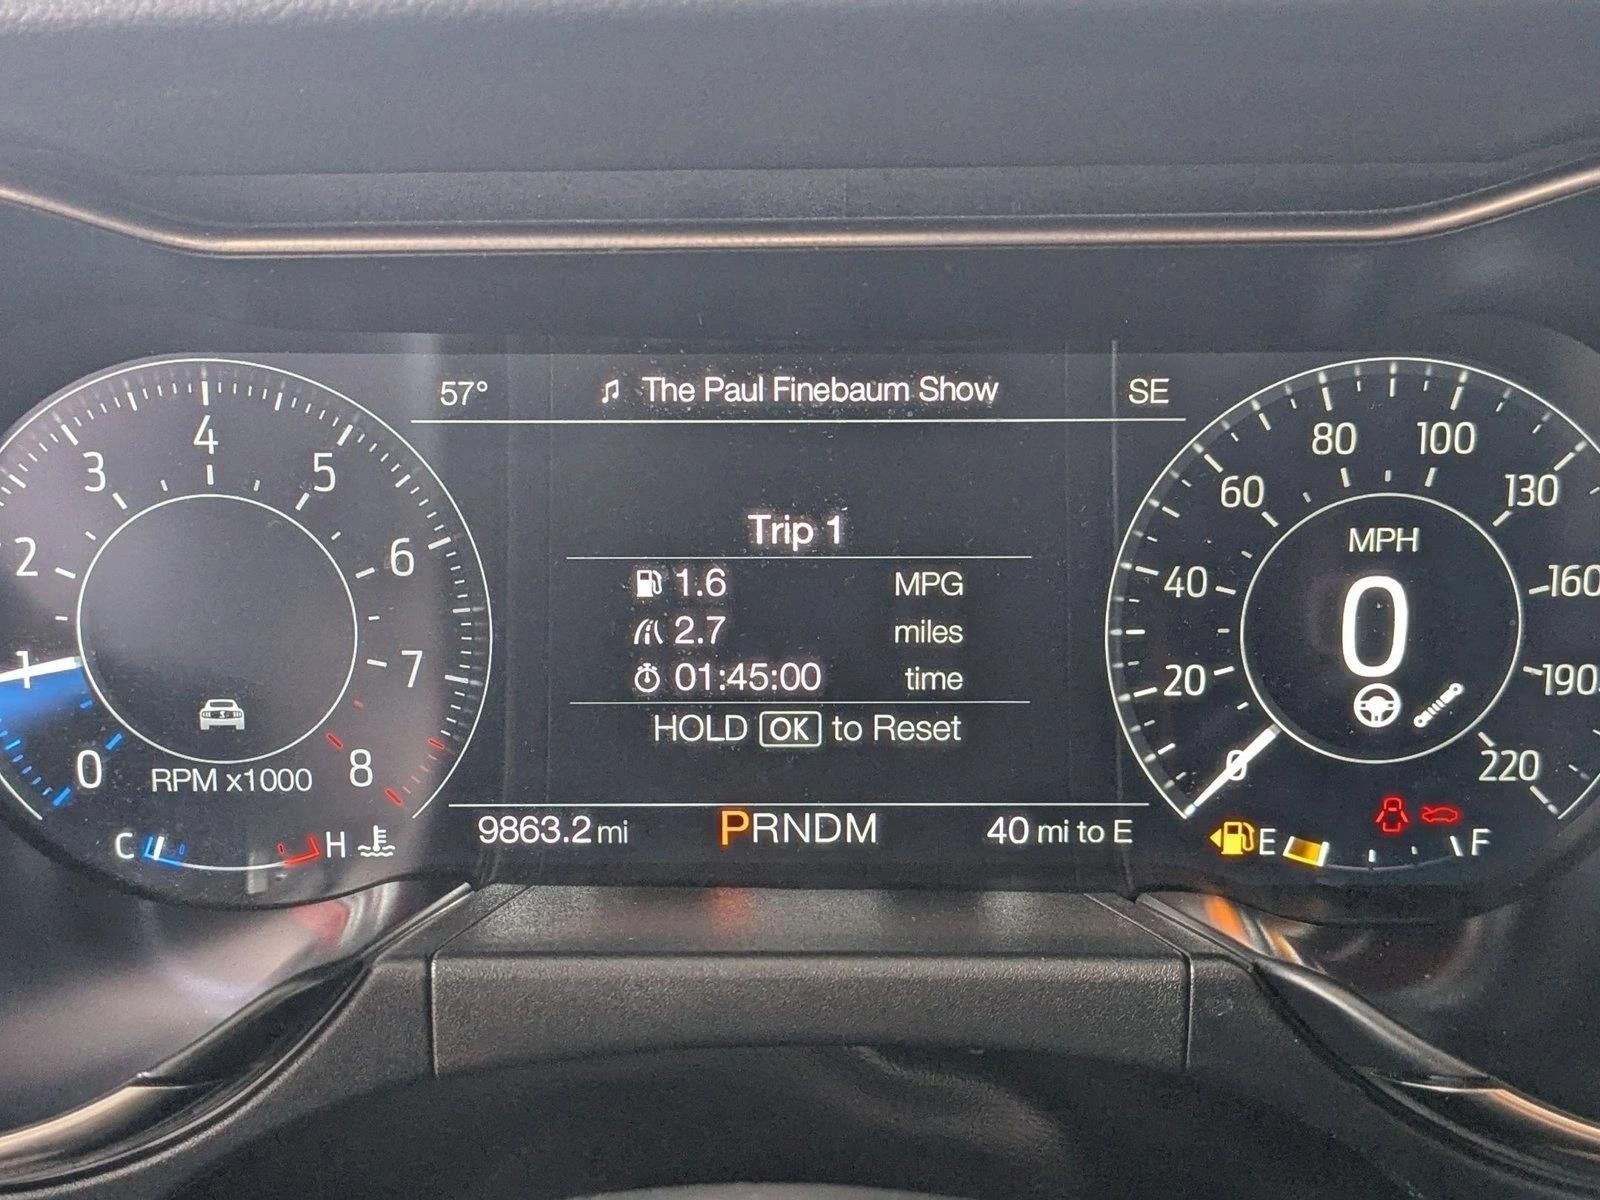 57° The Paul Finebaum Show SE
Trip 1
1.6 MPG
2.7 miles
01:45:00 time
HOLD OK to Reset
9863.2 mi PRNDM 40 mi to E
0 1 2 3 4 5 6 7 8
RPM x1000
C H
0 20 40 60 80 100 130 160 190 220
MPH
0
E F